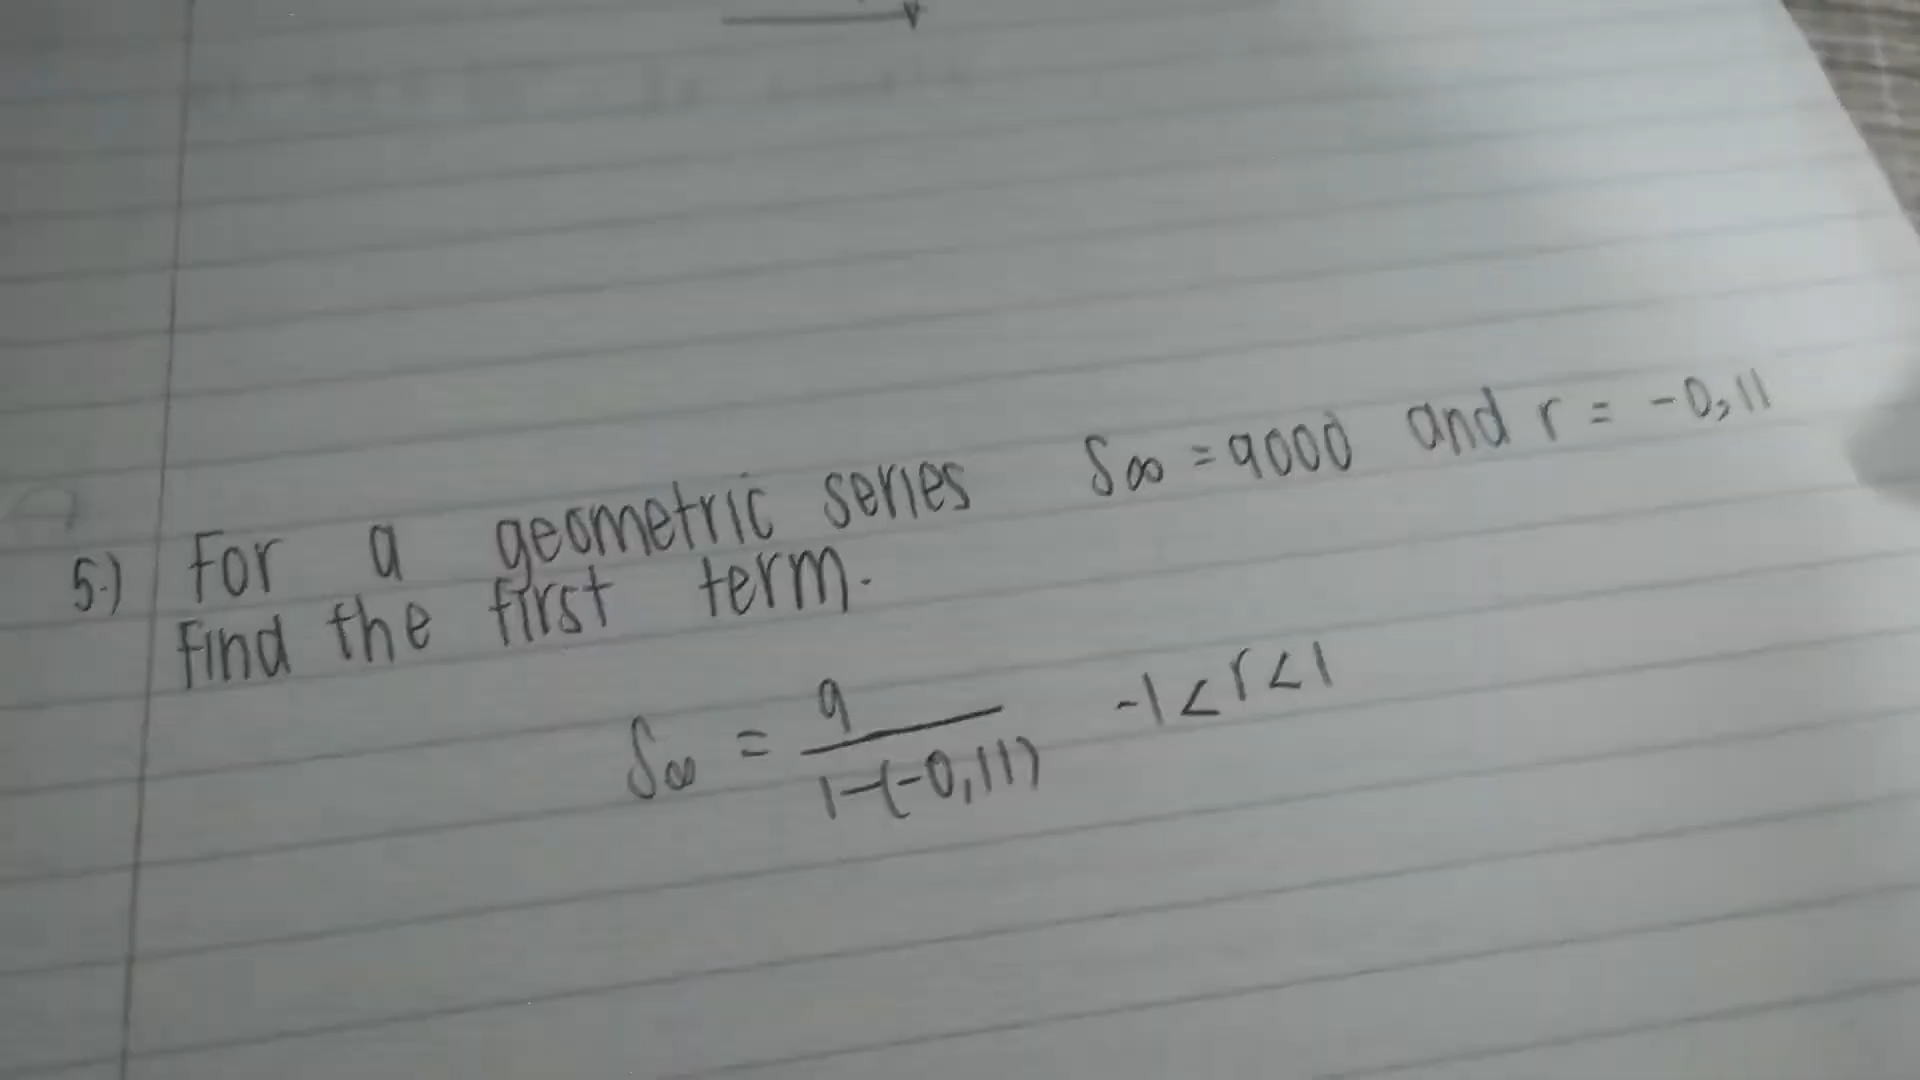 5.) For a geometric series S∞ = 9000 and r = -0,11
find the first term.
S∞ = a / 1-(-0,11) -1 < r < 1